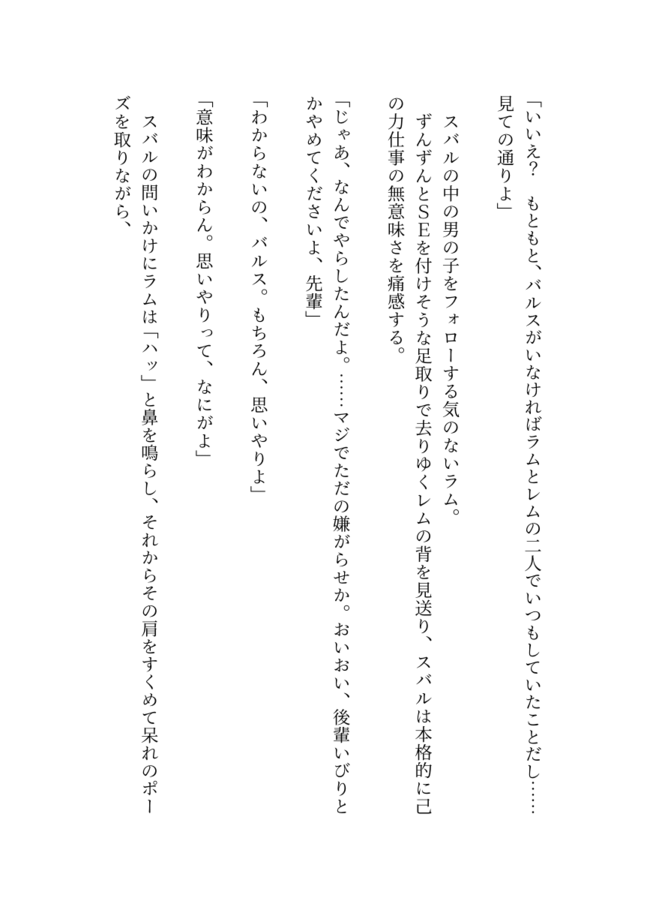 「いいえ？　もともと、バルスがいなければラムとレムの二人でいつもしていたことだし……
見ての通りよ」
　スバルの中の男の子をフォローする気のないラム。
　ずんずんとＳＥを付けそうな足取りで去りゆくレムの背を見送り、スバルは本格的に己
の力仕事の無意味さを痛感する。
「じゃあ、なんでやらしたんだよ。……マジでただの嫌がらせか。おいおい、後輩いびりと
かやめてくださいよ、先輩」
「わからないの、バルス。もちろん、思いやりよ」
「意味がわからん。思いやりって、なにがよ」
　スバルの問いかけにラムは「ハッ」と鼻を鳴らし、それからその肩をすくめて呆れのポー
ズを取りながら、